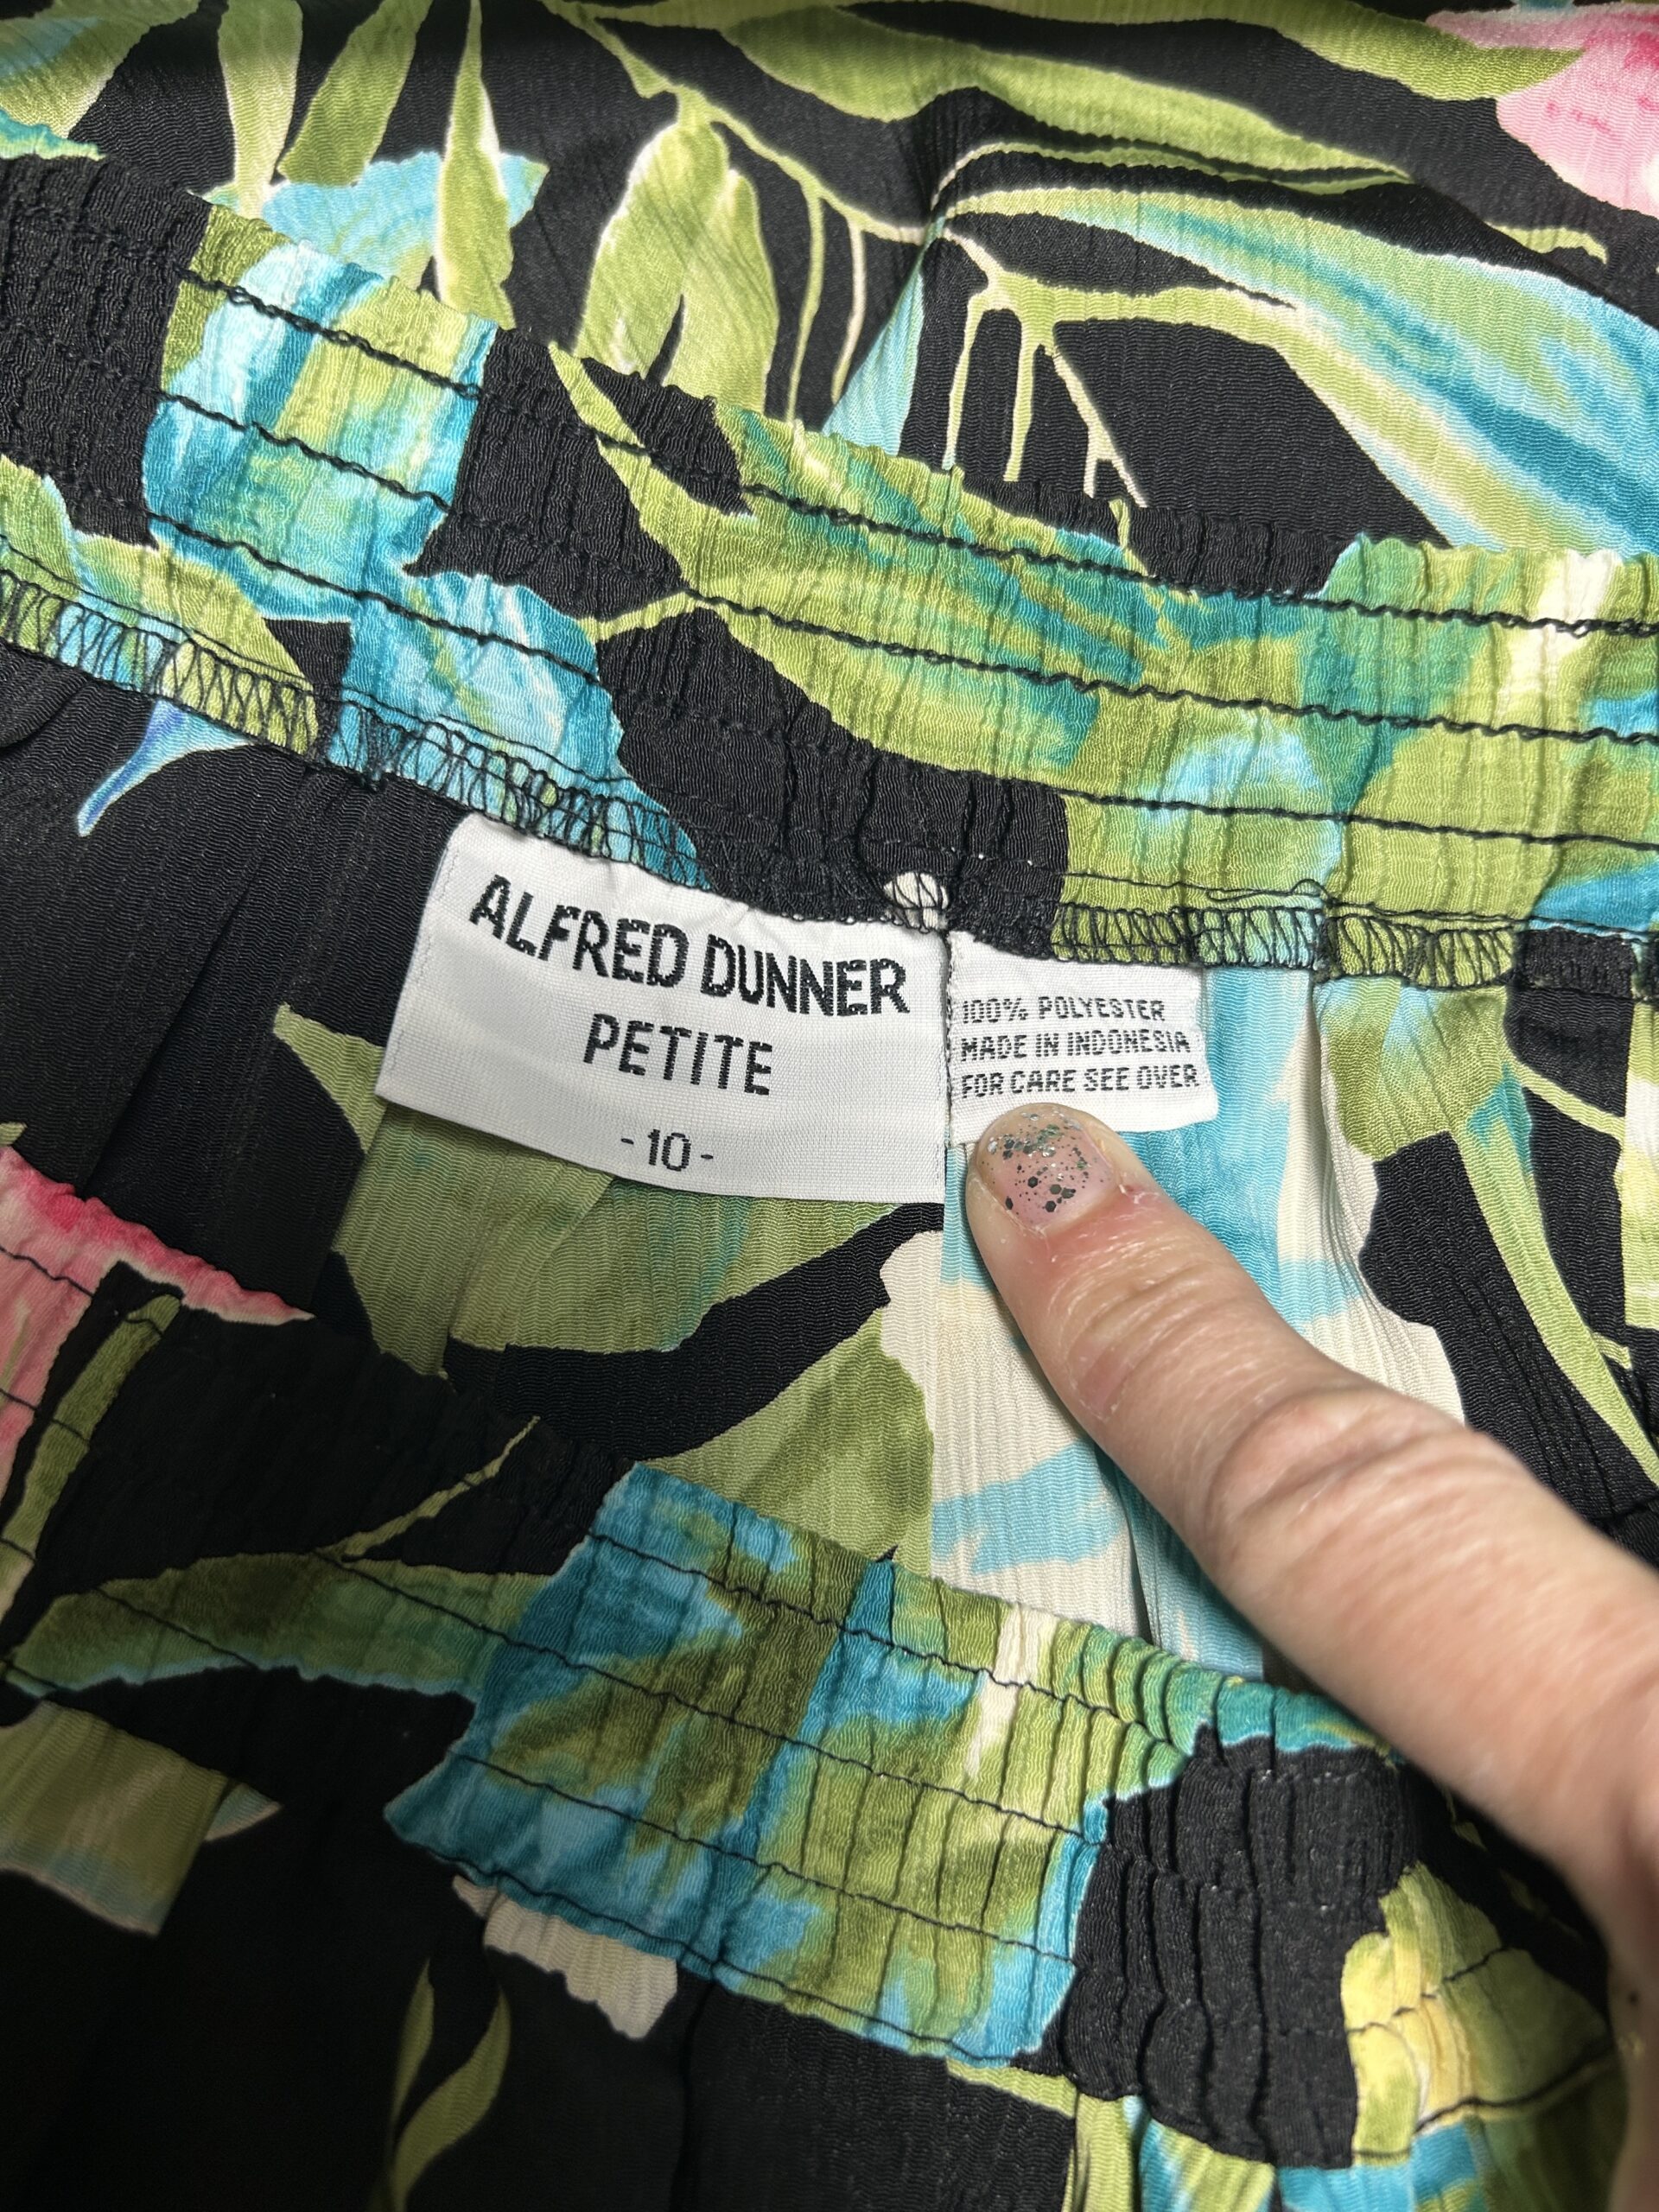 ALFRED DUNNER
PETITE
- 10 -
100% POLYESTER
MADE IN INDONESIA
FOR CARE SEE OVER